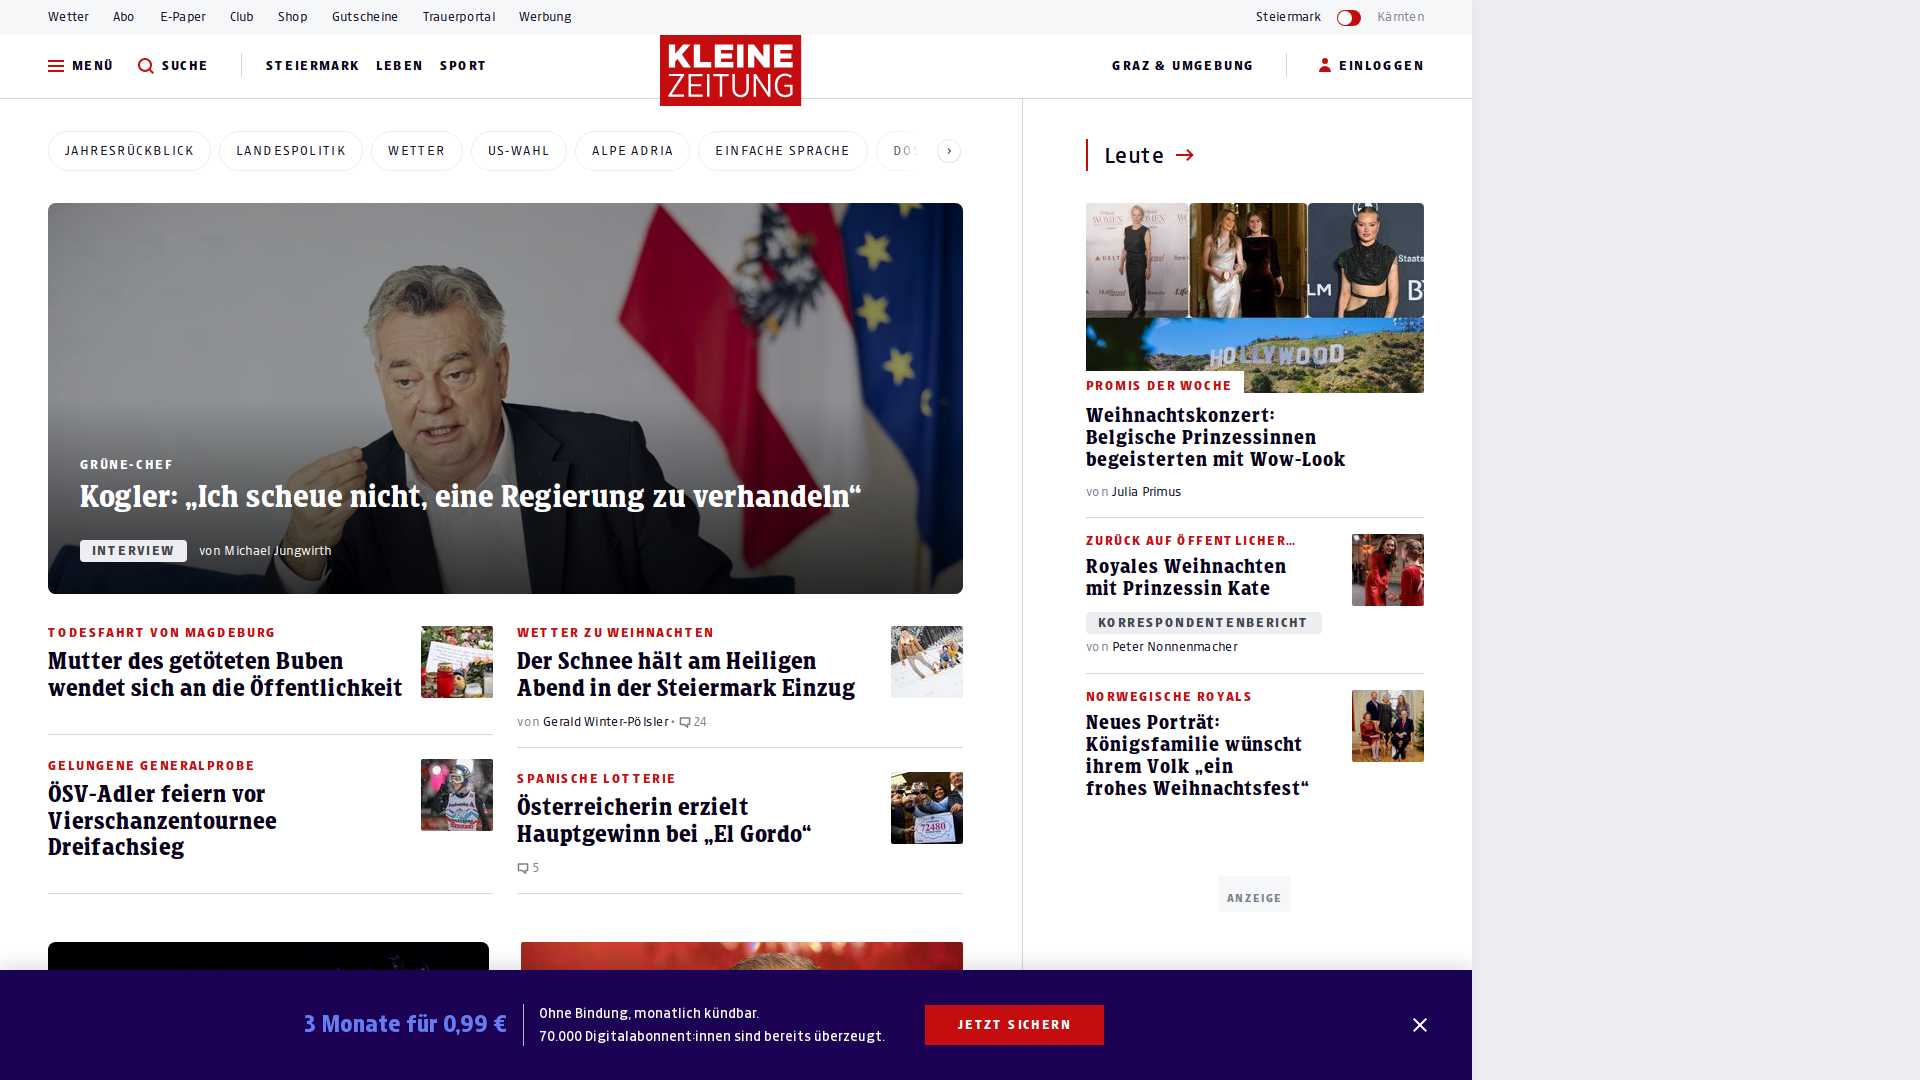 Wetter Abo E-Paper Club Shop Gutscheine Trauerportal Werbung Steiermark Kärnten
MENÜ SUCHE STEIERMARK LEBEN SPORT KLEINE ZEITUNG GRAZ & UMGEBUNG EINLOGGEN
JAHRESRÜCKBLICK LANDESPOLITIK WETTER US-WAHL ALPE ADRIA EINFACHE SPRACHE
GRÜNE-CHEF
Kogler: „Ich scheue nicht, eine Regierung zu verhandeln“
INTERVIEW von Michael Jungwirth
TODESFAHRT VON MAGDEBURG
Mutter des getöteten Buben
wendet sich an die Öffentlichkeit
GELUNGENE GENERALPROBE
ÖSV-Adler feiern vor
Vierschanzentournee
Dreifachsieg
WETTER ZU WEIHNACHTEN
Der Schnee hält am Heiligen
Abend in der Steiermark Einzug
von Gerald Winter-Pölsler • 24
SPANISCHE LOTTERIE
Österreicherin erzielt
Hauptgewinn bei „El Gordo“
72480
5
Leute
HOLLYWOOD
PROMIS DER WOCHE
Weihnachtskonzert:
Belgische Prinzessinnen
begeisterten mit Wow-Look
von Julia Primus
ZURÜCK AUF ÖFFENTLICHER...
Royales Weihnachten
mit Prinzessin Kate
KORRESPONDENTENBERICHT
von Peter Nonnenmacher
NORWEGISCHE ROYALS
Neues Porträt:
Königsfamilie wünscht
ihrem Volk „ein
frohes Weihnachtsfest“
ANZEIGE
3 Monate für 0,99 €
Ohne Bindung, monatlich kündbar.
70.000 Digitalabonnent:innen sind bereits überzeugt.
JETZT SICHERN